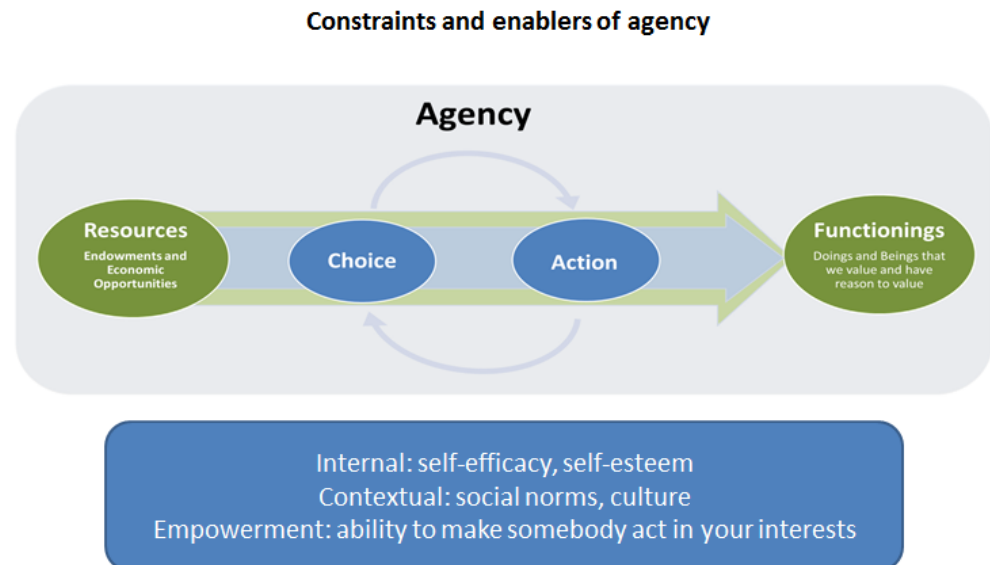 Constraints and enablers of agency
Agency
Resources
Endowments and
Economic
Opportunities
Choice
Action
Functionings
Doings and Beings that
we value and have
reason to value
Internal: self-efficacy, self-esteem
Contextual: social norms, culture
Empowerment: ability to make somebody act in your interests